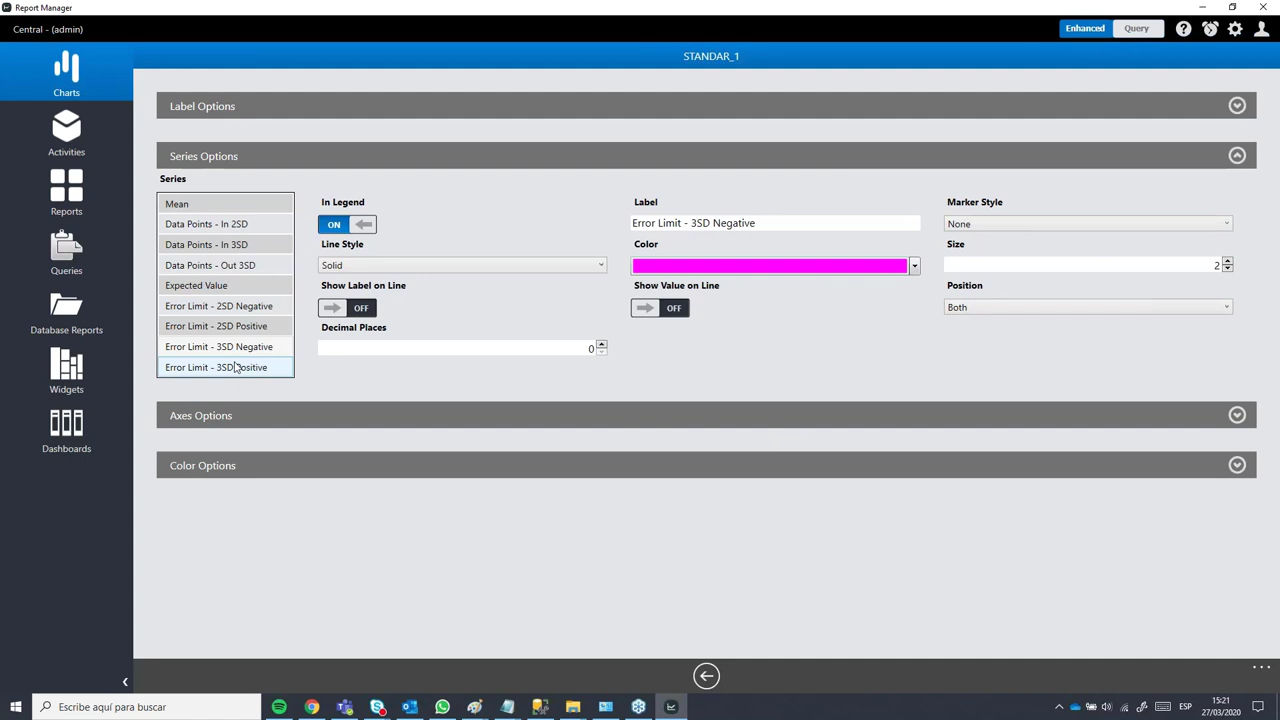 Report Manager
Central - (admin)
Enhanced
Query
STANDAR_1
Charts
Activities
Reports
Queries
Database Reports
Widgets
Dashboards
Label Options
Series Options
Series
Mean
Data Points - In 2SD
Data Points - In 3SD
Data Points - Out 3SD
Expected Value
Error Limit - 2SD Negative
Error Limit - 2SD Positive
Error Limit - 3SD Negative
Error Limit - 3SD Positive
In Legend
ON
Line Style
Solid
Show Label on Line
OFF
Decimal Places
0
Label
Error Limit - 3SD Negative
Color
Show Value on Line
OFF
Marker Style
None
Size
2
Position
Both
Axes Options
Color Options
Escribe aquí para buscar
ESP
15:21
27/03/2020